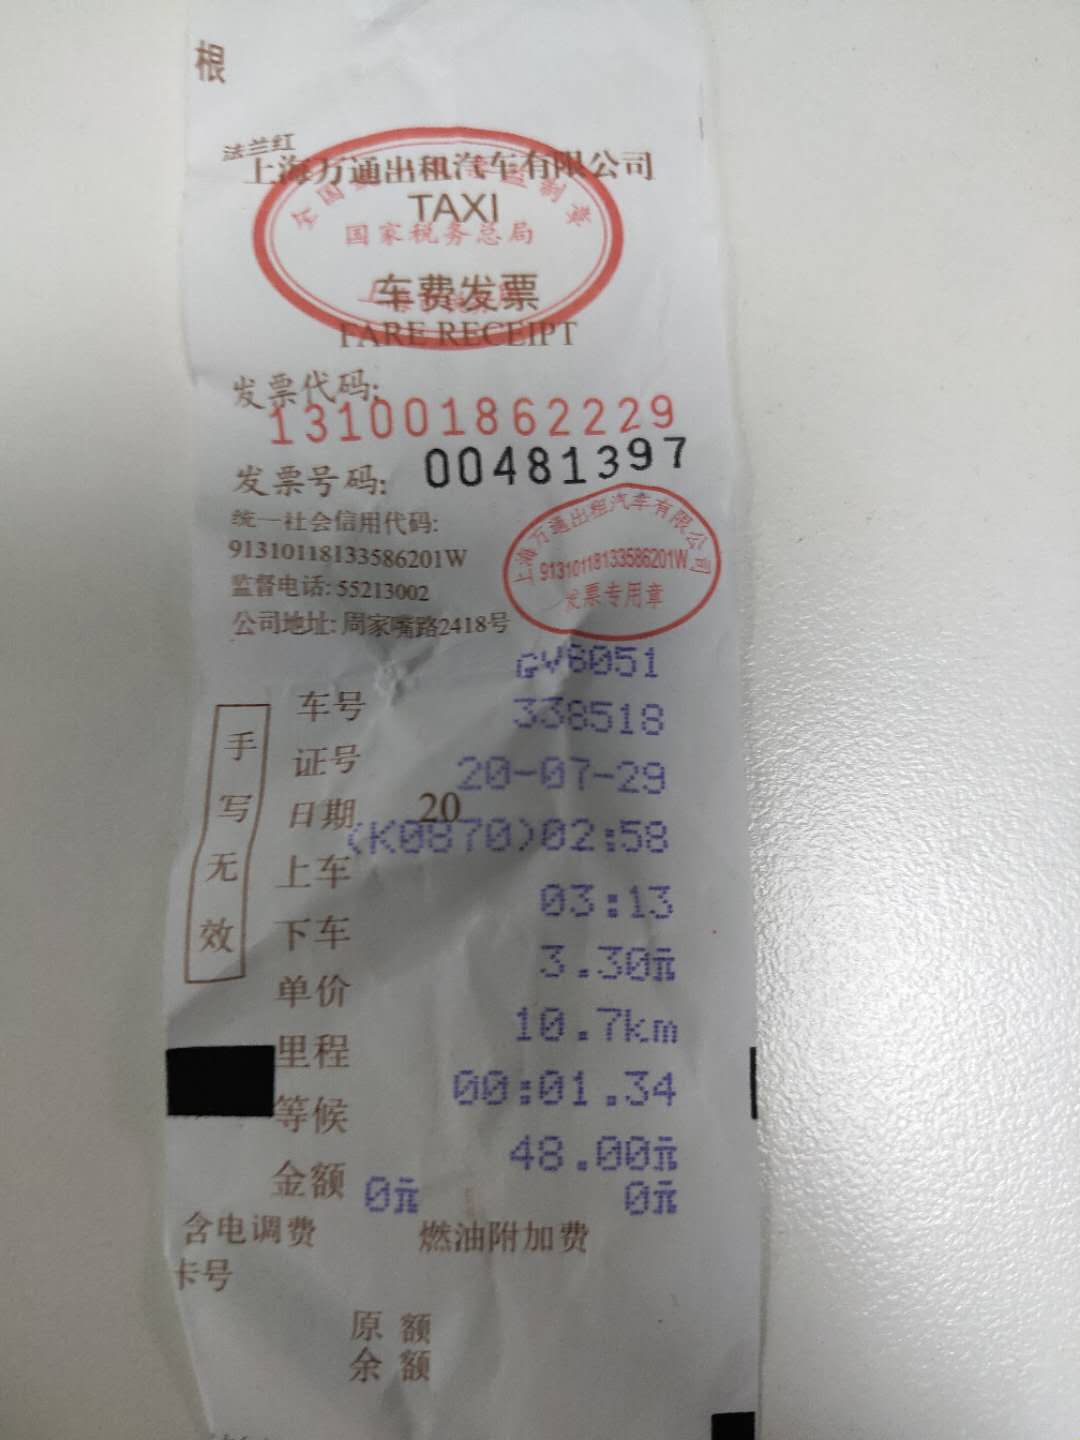 根
法兰红
上海万通出租汽车有限公司
TAXI
国家税务总局
车费发票
FARE RECEIPT
发票代码:
131001862229
发票号码: 00481397
统一社会信用代码:
91310118133586201W
监督电话: 55213002
公司地址: 周家嘴路2418号
上海万通出租汽车有限公司
91310118133586201W
发票专用章
手写无效
车号 GV8051
证号 338518
日期 20 20-07-29
上车 (K0870)02:58
下车 03:13
单价 3.30元
里程 10.7km
等候 00:01.34
金额 48.00元
0元 0元
含电调费 燃油附加费
卡号
原额
余额